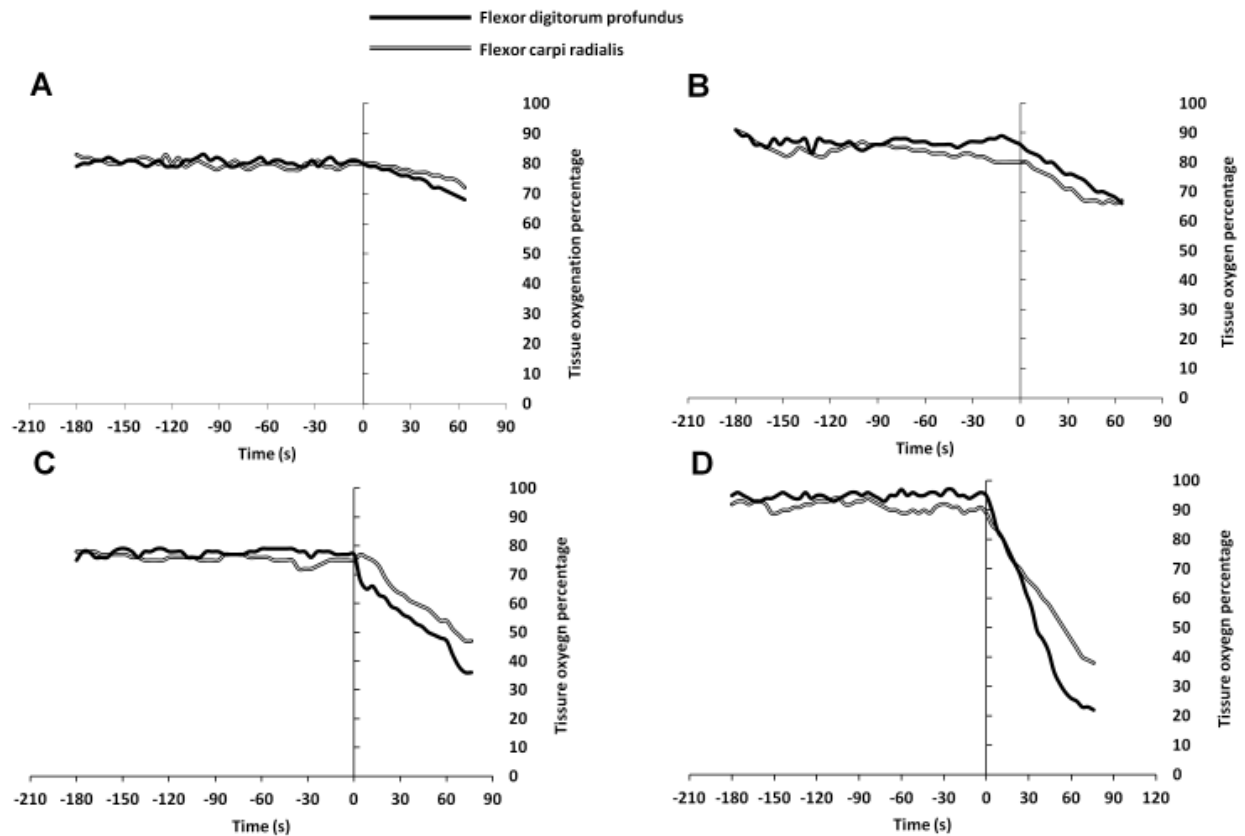 Flexor digitorum profundus
Flexor carpi radialis
A
100
90
80
70
60
50
40
30
20
10
0
Tissue oxygenation percentage
-210 -180 -150 -120 -90 -60 -30 0 30 60 90
Time (s)
B
100
90
80
70
60
50
40
30
20
10
0
Tissue oxygen percentage
-210 -180 -150 -120 -90 -60 -30 0 30 60 90
Time (s)
C
100
90
80
70
60
50
40
30
20
10
0
Tissure oxyegn percentage
-210 -180 -150 -120 -90 -60 -30 0 30 60 90
Time (s)
D
100
90
80
70
60
50
40
30
20
10
0
Tissure oxyegn percentage
-210 -180 -150 -120 -90 -60 -30 0 30 60 90 120
Time (s)